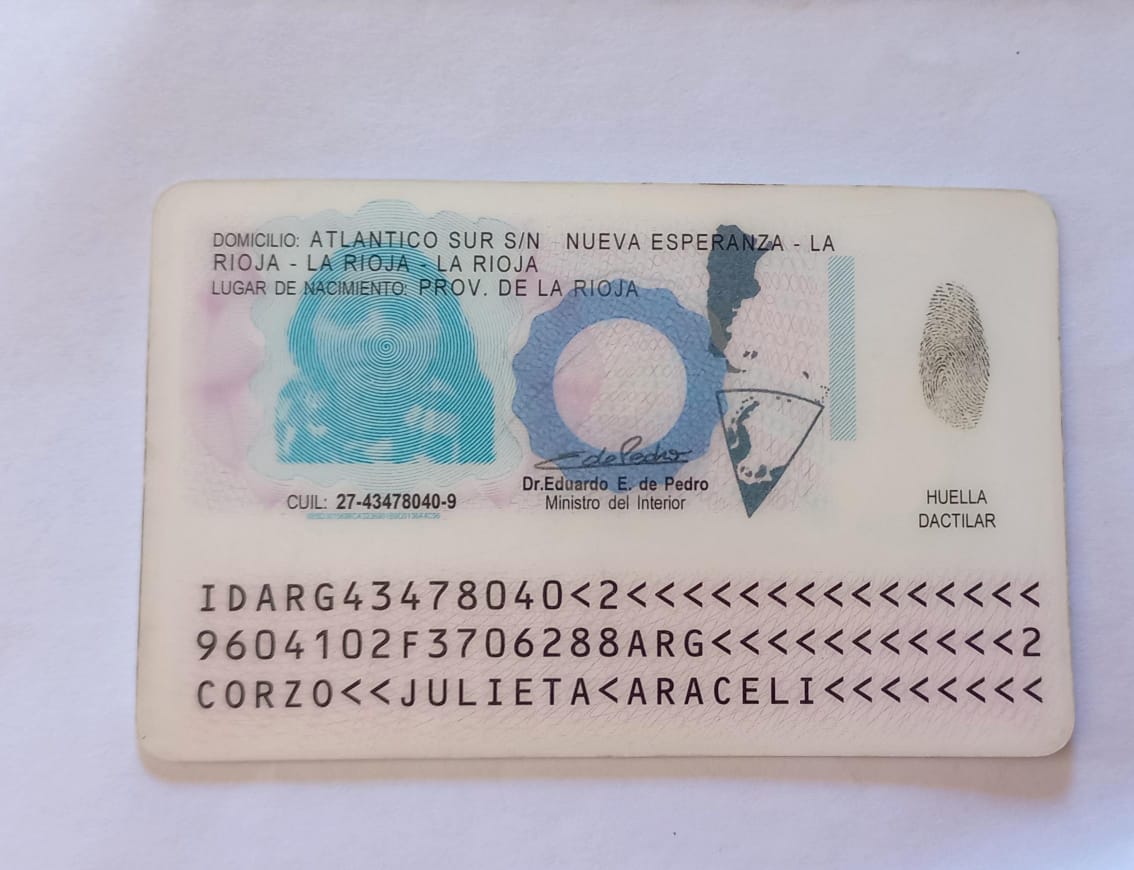 DOMICILIO: ATLANTICO SUR S/N NUEVA ESPERANZA - LA
RIOJA - LA RIOJA - LA RIOJA
LUGAR DE NACIMIENTO: PROV. DE LA RIOJA
Dr.Eduardo E. de Pedro
Ministro del Interior
CUIL: 27-43478040-9
HUELLA
DACTILAR
IDARG43478040<2<<<<<<<<<<<<<<<
9604102F3706288ARG<<<<<<<<<<<2
CORZO<<JULIETA<ARACELI<<<<<<<<